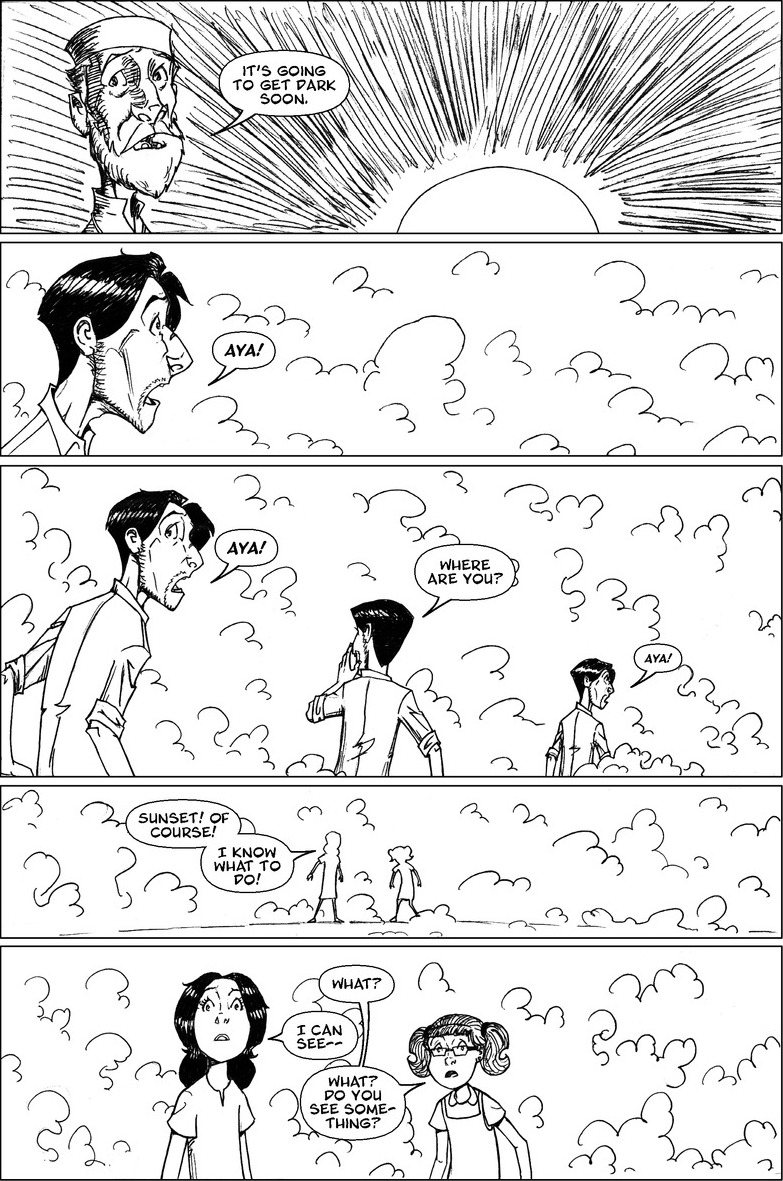 IT'S GOING
TO GET DARK
SOON.
AYA!
AYA!
WHERE
ARE YOU?
AYA!
SUNSET! OF
COURSE!
I KNOW
WHAT TO
DO!
WHAT?
I CAN
SEE--
WHAT?
DO YOU
SEE SOME-
THING?